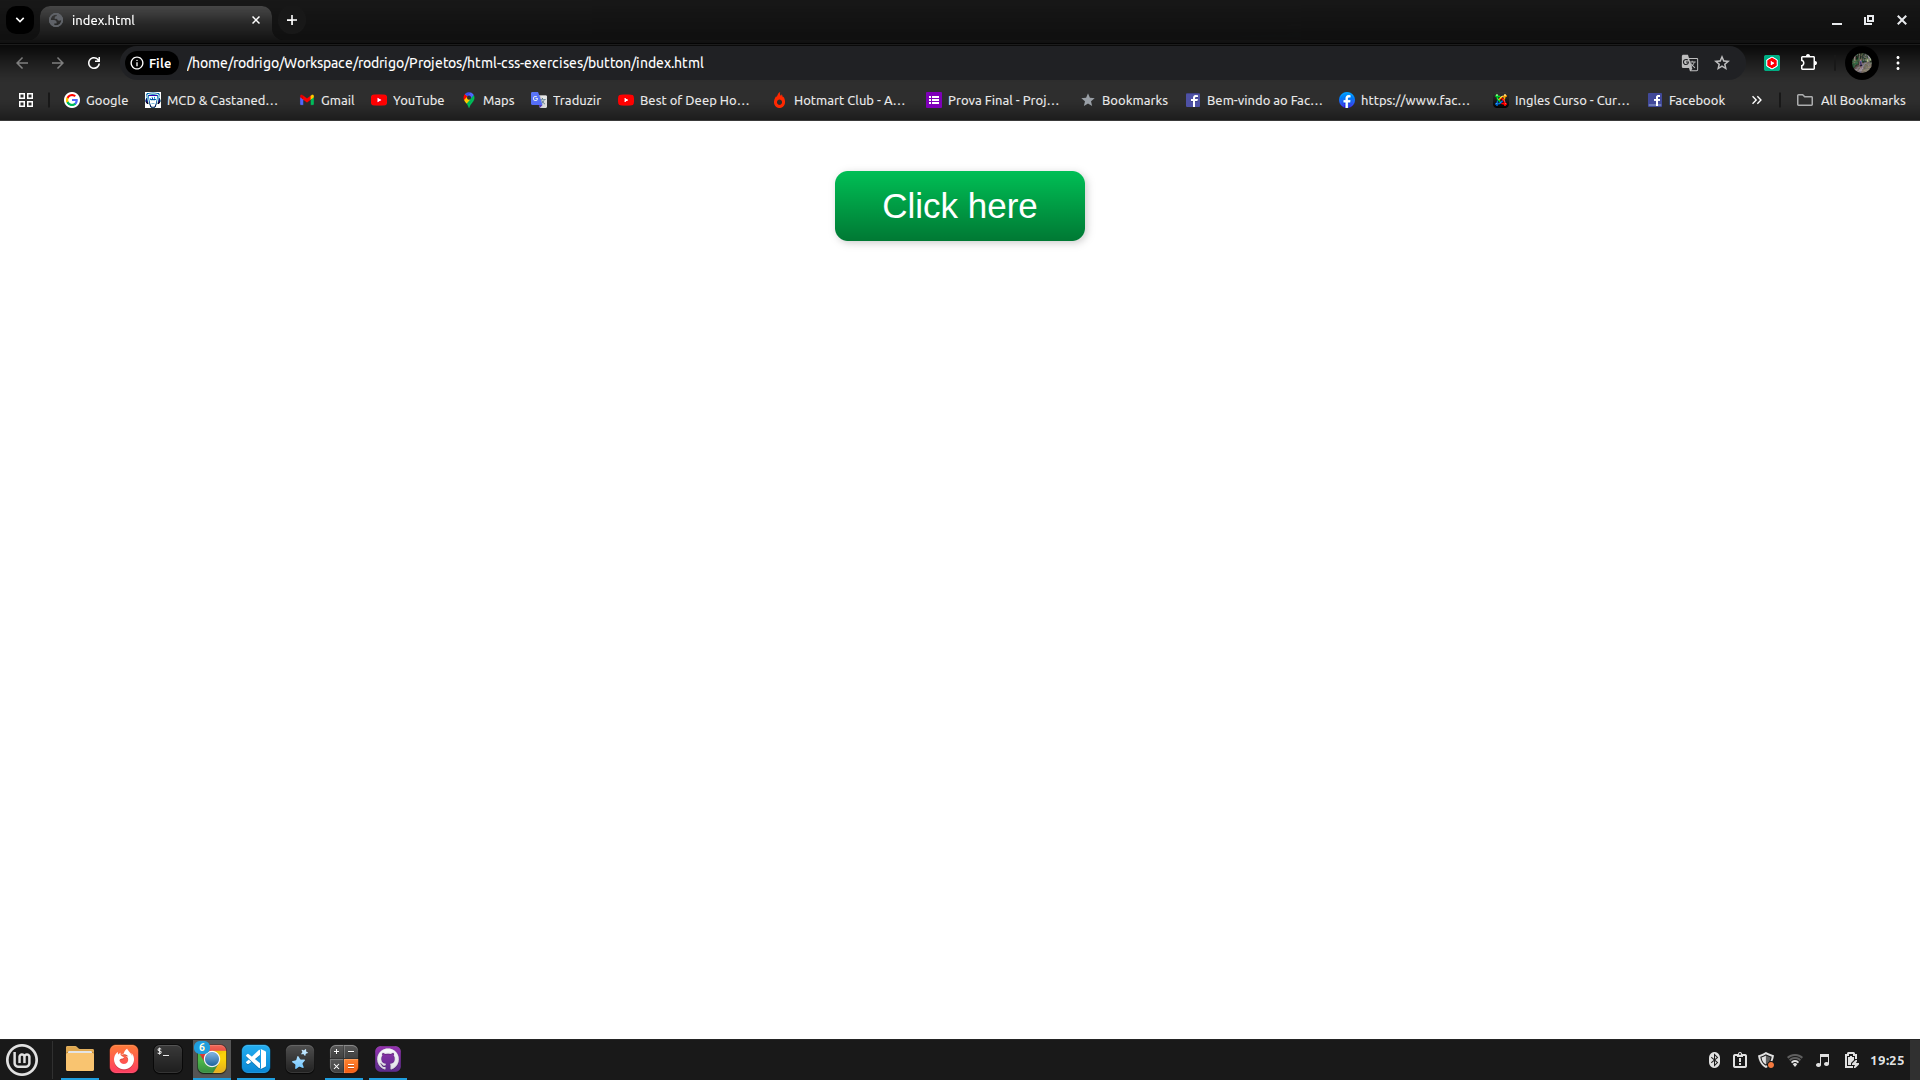 index.html
File
/home/rodrigo/Workspace/rodrigo/Projetos/html-css-exercises/button/index.html
Google
MCD & Castaned...
Gmail
YouTube
Maps
Traduzir
Best of Deep Ho...
Hotmart Club - A...
Prova Final - Proj...
Bookmarks
Bem-vindo ao Fac...
https://www.fac...
Ingles Curso - Cur...
Facebook
All Bookmarks
Click here
6
19:25